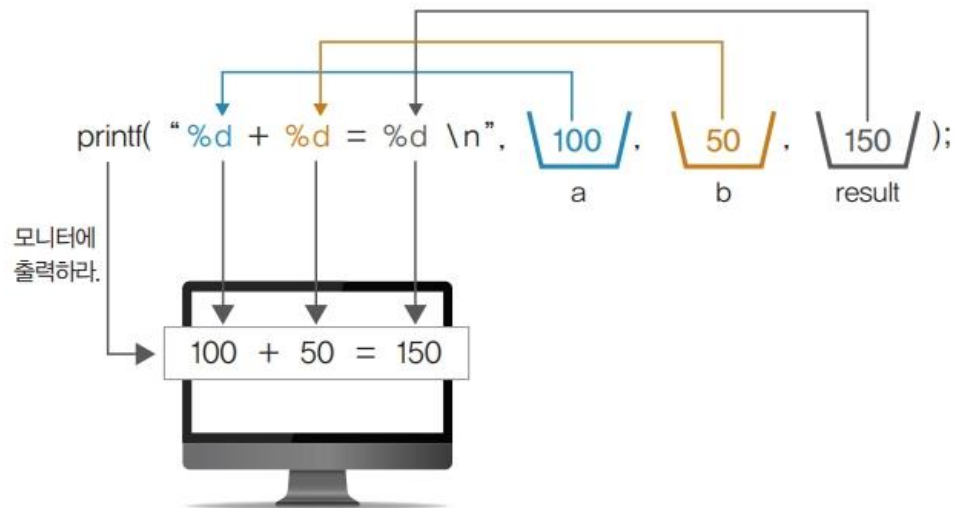 printf( “%d + %d = %d \n”, 100 , 50 , 150 );
a b result
모니터에
출력하라.
100 + 50 = 150